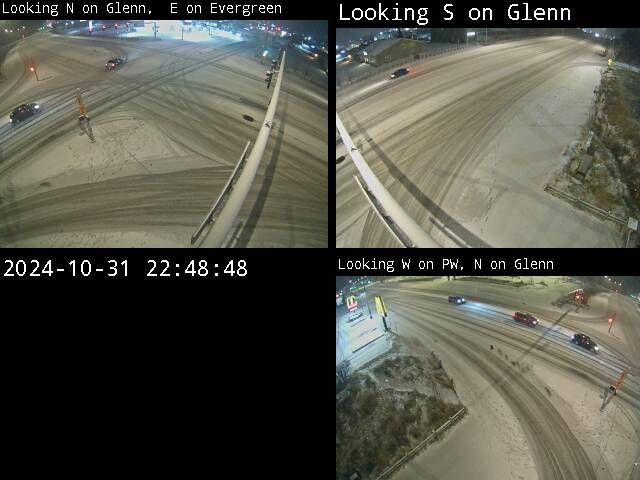 Looking N on Glenn,  E on Evergreen
Looking S on Glenn
2024-10-31 22:48:48
Looking W on PW, N on Glenn